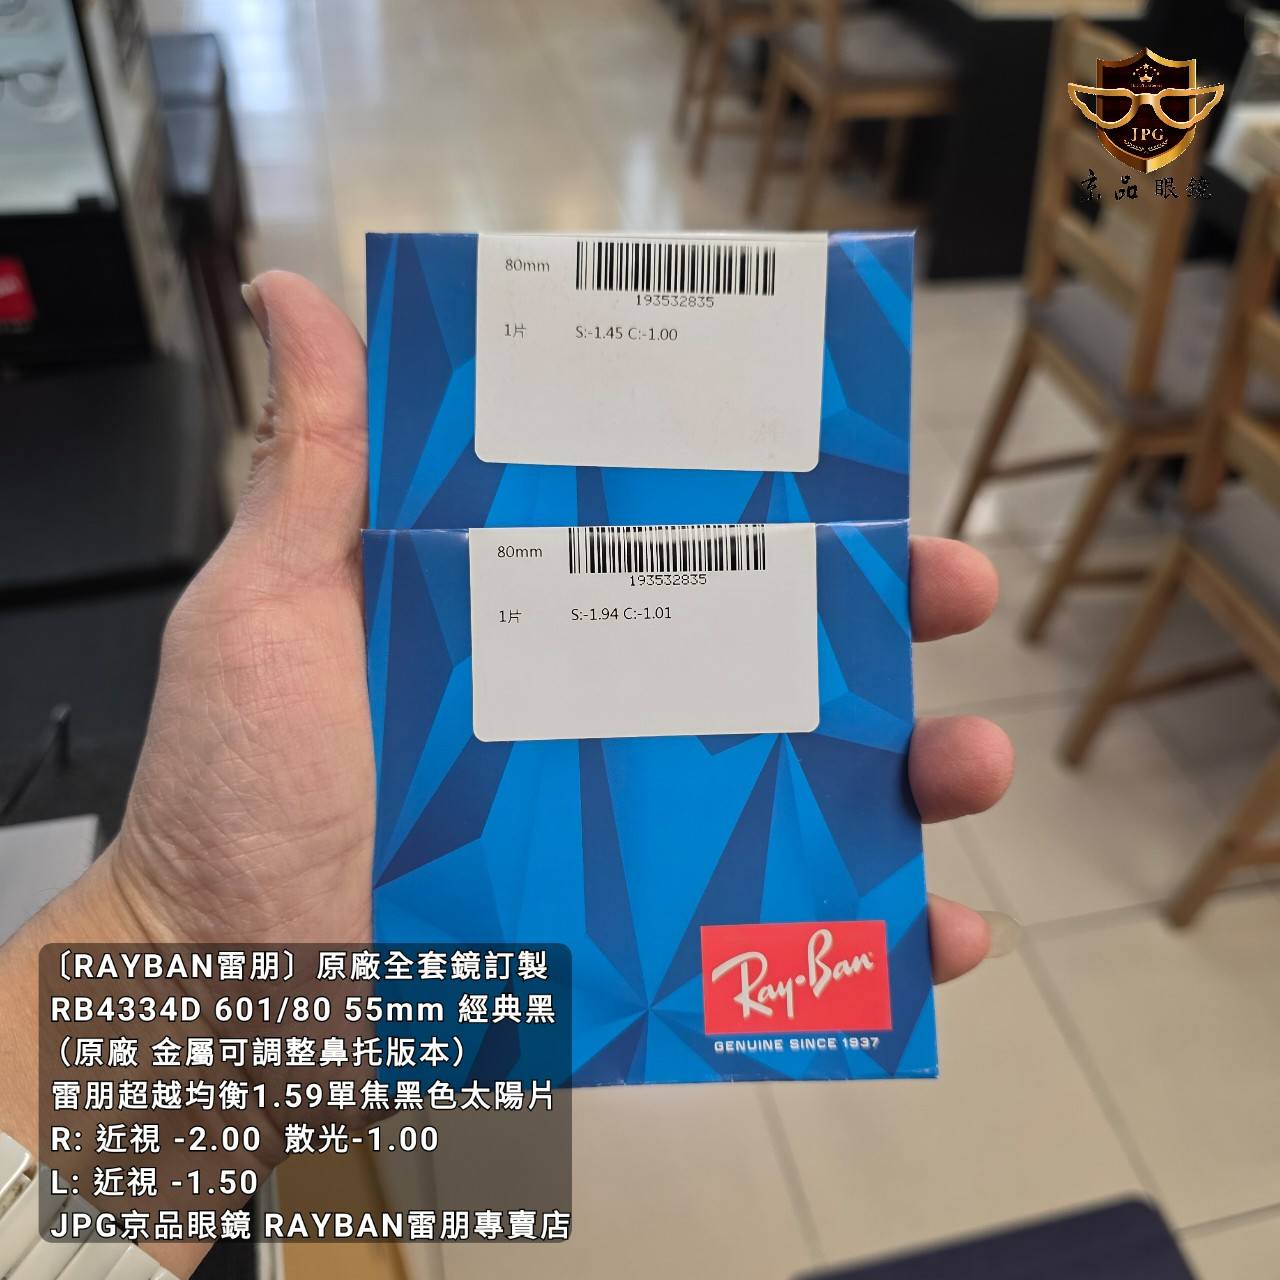 JPG
京品眼鏡
80mm
193532835
1片 S:-1.45 C:-1.00
80mm
193532835
1片 S:-1.94 C:-1.01
Ray-Ban
GENUINE SINCE 1937
〔RAYBAN雷朋〕原廠全套鏡訂製
RB4334D 601/80 55mm 經典黑
（原廠 金屬可調整鼻托版本）
雷朋超越均衡1.59單焦黑色太陽片
R: 近視 -2.00 散光-1.00
L: 近視 -1.50
JPG京品眼鏡 RAYBAN雷朋專賣店